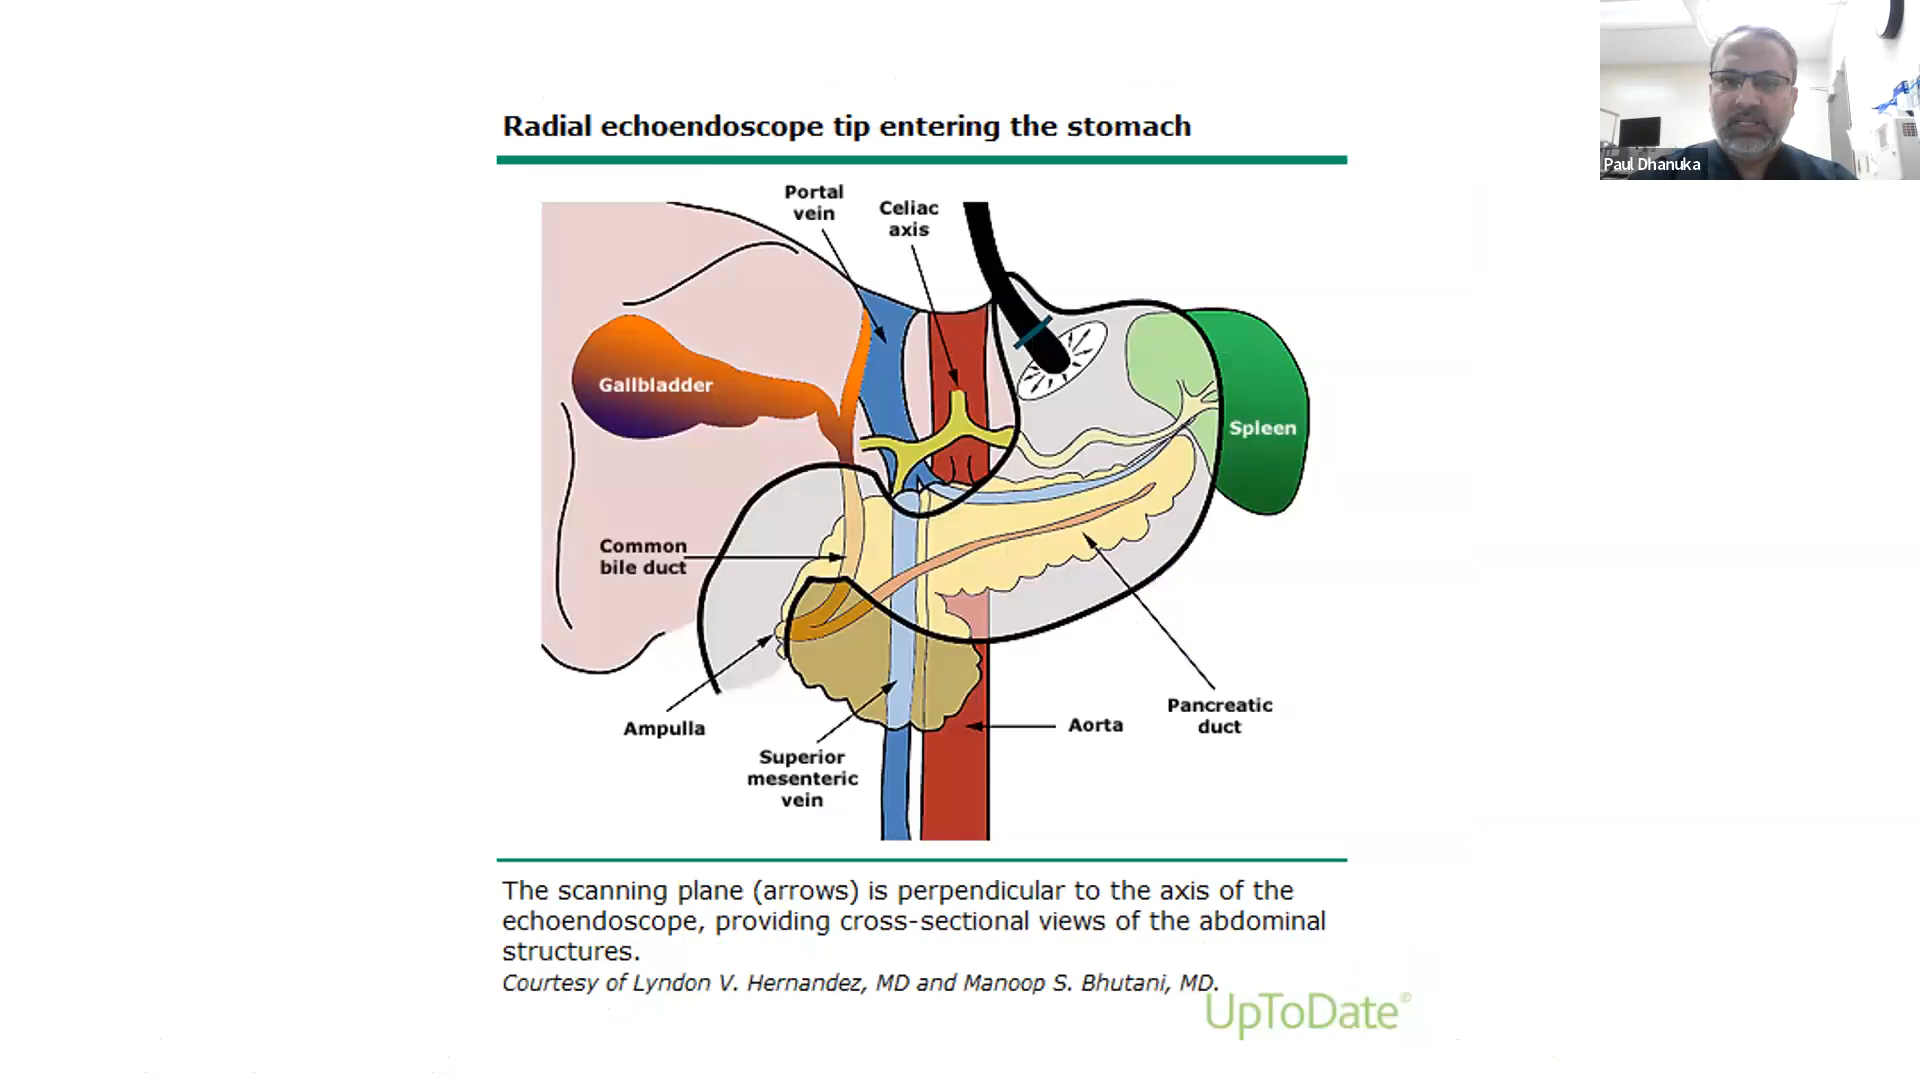 Radial echoendoscope tip entering the stomach
Portal
vein
Celiac
axis
Gallbladder
Spleen
Common
bile duct
Ampulla
Superior
mesenteric
vein
Aorta
Pancreatic
duct
The scanning plane (arrows) is perpendicular to the axis of the
echoendoscope, providing cross-sectional views of the abdominal
structures.
Courtesy of Lyndon V. Hernandez, MD and Manoop S. Bhutani, MD.
UpToDate®
Paul Dhanuka